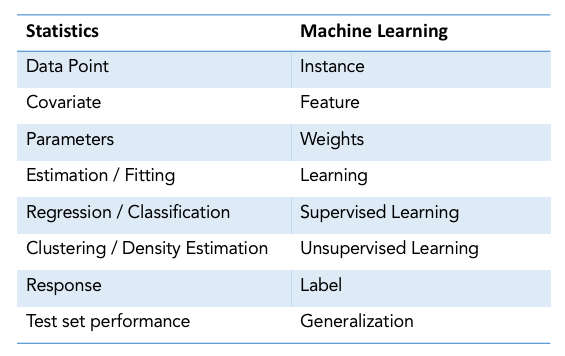 Statistics Machine Learning
Data Point Instance
Covariate Feature
Parameters Weights
Estimation / Fitting Learning
Regression / Classification Supervised Learning
Clustering / Density Estimation Unsupervised Learning
Response Label
Test set performance Generalization